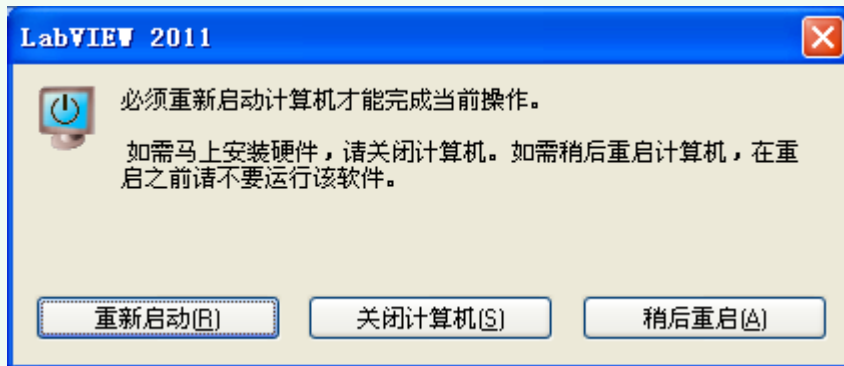 LabVIEW 2011
必须重新启动计算机才能完成当前操作。
如需马上安装硬件，请关闭计算机。如需稍后重启计算机，在重
启之前请不要运行该软件。
重新启动(R) 关闭计算机(S) 稍后重启(A)